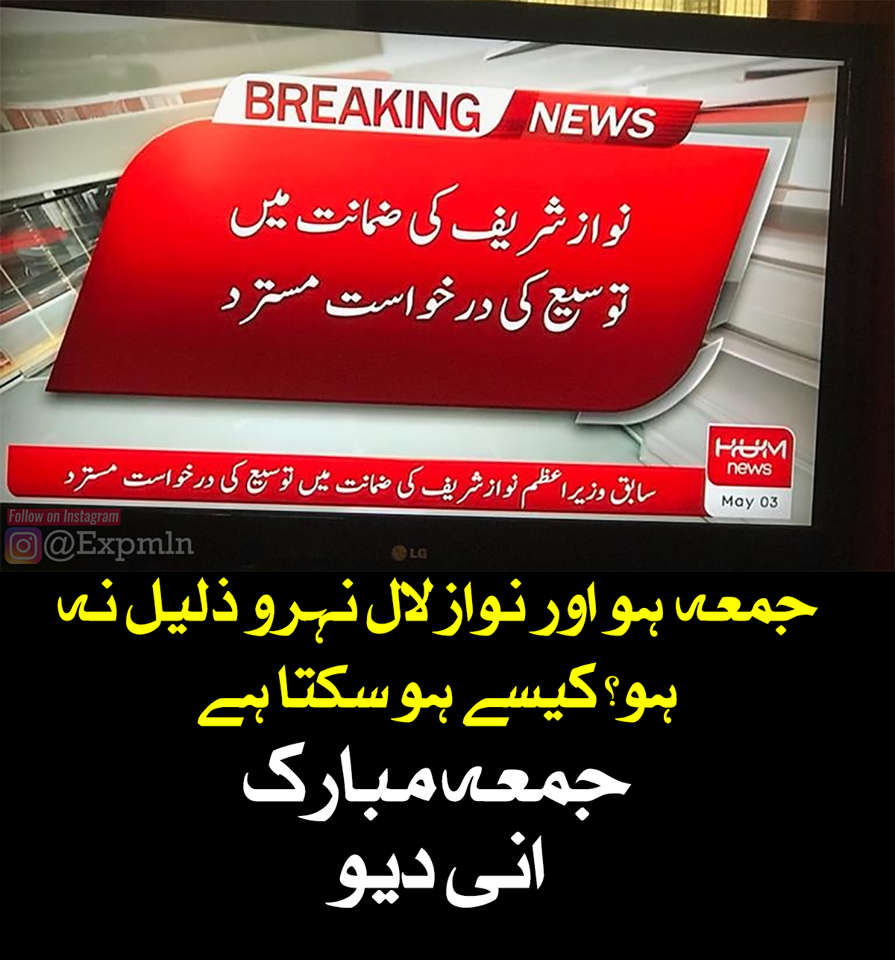 BREAKING NEWS
نواز شریف کی ضمانت میں
توسیع کی درخواست مسترد
HUM
news
سابق وزیراعظم نواز شریف کی ضمانت میں توسیع کی درخواست مسترد
May 03
Follow on Instagram
@Expmln
LG
جمعہ ہو اور نواز لال نہرو ذلیل نہ
ہو؟ کیسے ہو سکتا ہے
جمعہ مبارک
انی دیو